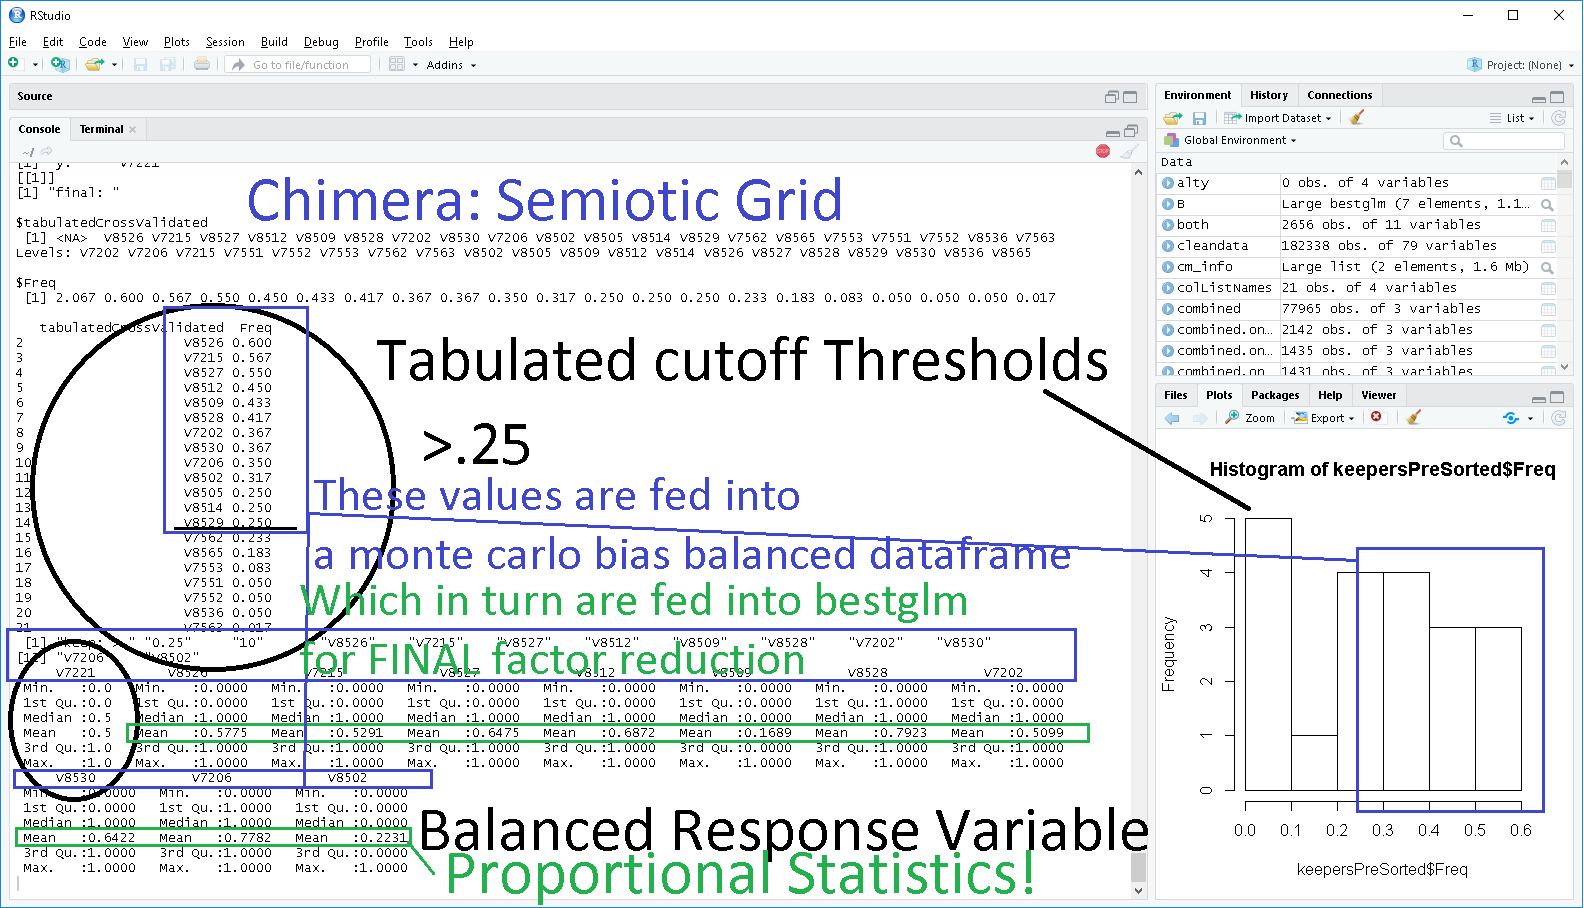 RStudio
File Edit Code View Plots Session Build Debug Profile Tools Help
Go to file/function Addins Project: (None)
Source
Console Terminal
~/
[1] "y: " "V7221"
[[1]]
[1] "final: "
Chimera: Semiotic Grid
$tabulatedCrossValidated
[1] <NA> V8526 V7215 V8527 V8512 V8509 V8528 V7202 V8530 V7206 V8502 V8505 V8514 V8529 V7562 V8565 V7553 V7551 V7552 V8536 V7563
Levels: V7202 V7206 V7215 V7551 V7552 V7553 V7562 V7563 V8502 V8505 V8509 V8512 V8514 V8526 V8527 V8528 V8529 V8530 V8536 V8565
$Freq
[1] 2.067 0.600 0.567 0.550 0.450 0.433 0.417 0.367 0.367 0.350 0.317 0.250 0.250 0.250 0.233 0.183 0.083 0.050 0.050 0.050 0.017
tabulatedCrossValidated Freq
2 V8526 0.600
3 V7215 0.567
4 V8527 0.550
5 V8512 0.450
6 V8509 0.433
7 V8528 0.417
8 V7202 0.367
9 V8530 0.367
10 V7206 0.350
11 V8502 0.317
12 V8505 0.250
13 V8514 0.250
14 V8529 0.250
15 V7562 0.233
16 V8565 0.183
17 V7553 0.083
18 V7551 0.050
19 V7552 0.050
20 V8536 0.050
21 V7563 0.017
Tabulated cutoff Thresholds
>.25
These values are fed into
a monte carlo bias balanced dataframe
Which in turn are fed into bestglm
for FINAL factor reduction
[1] "keep: >" "0.25" "10" "V8526" "V7215" "V8527" "V8512" "V8509" "V8528" "V7202" "V8530"
[12] "V7206" "V8502"
V7221 V8526 V7215 V8527 V8512 V8509 V8528 V7202
Min. :0.0 Min. :0.0000 Min. :0.0000 Min. :0.0000 Min. :0.0000 Min. :0.0000 Min. :0.0000 Min. :0.0000
1st Qu.:0.0 1st Qu.:0.0000 1st Qu.:0.0000 1st Qu.:0.0000 1st Qu.:0.0000 1st Qu.:0.0000 1st Qu.:1.0000 1st Qu.:0.0000
Median :0.5 Median :1.0000 Median :1.0000 Median :1.0000 Median :1.0000 Median :0.0000 Median :1.0000 Median :1.0000
Mean :0.5 Mean :0.5775 Mean :0.5291 Mean :0.6475 Mean :0.6872 Mean :0.1689 Mean :0.7923 Mean :0.5099
3rd Qu.:1.0 3rd Qu.:1.0000 3rd Qu.:1.0000 3rd Qu.:1.0000 3rd Qu.:1.0000 3rd Qu.:0.0000 3rd Qu.:1.0000 3rd Qu.:1.0000
Max. :1.0 Max. :1.0000 Max. :1.0000 Max. :1.0000 Max. :1.0000 Max. :1.0000 Max. :1.0000 Max. :1.0000
V8530 V7206 V8502
Min. :0.0000 Min. :0.0000 Min. :0.0000
1st Qu.:0.0000 1st Qu.:1.0000 1st Qu.:0.0000
Median :1.0000 Median :1.0000 Median :0.0000
Mean :0.6422 Mean :0.7782 Mean :0.2231
3rd Qu.:1.0000 3rd Qu.:1.0000 3rd Qu.:0.0000
Max. :1.0000 Max. :1.0000 Max. :1.0000
Balanced Response Variable
Proportional Statistics!
Environment History Connections
Import Dataset List
Global Environment
Data
alty 0 obs. of 4 variables
B Large bestglm (7 elements, 1.1...
both 2656 obs. of 11 variables
cleandata 182338 obs. of 79 variables
cm_info Large list (2 elements, 1.6 Mb)
colListNames 21 obs. of 4 variables
combined 77965 obs. of 3 variables
combined.on... 2142 obs. of 3 variables
combined.on... 1435 obs. of 3 variables
combined.on 1431 obs. of 3 variables
Files Plots Packages Help Viewer
Zoom Export
Histogram of keepersPreSorted$Freq
Frequency
5
4
3
2
1
0
0.0 0.1 0.2 0.3 0.4 0.5 0.6
keepersPreSorted$Freq